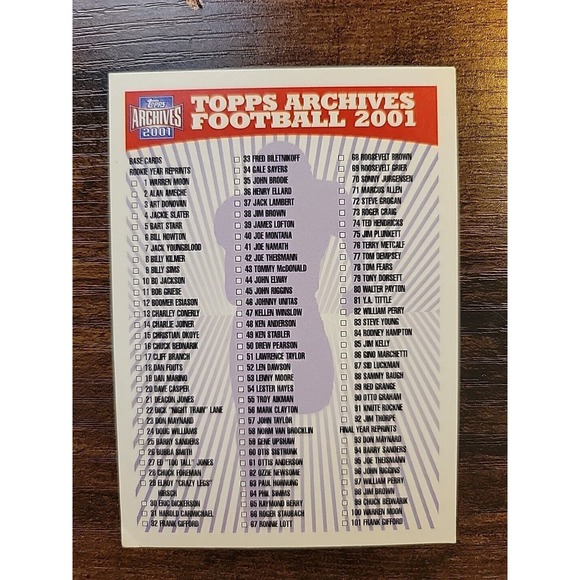 Topps
ARCHIVES
2001
TOPPS ARCHIVES
FOOTBALL 2001
BASE CARDS
ROOKIE YEAR REPRINTS
1 WARREN MOON
2 ALAN AMECHE
3 ART DONOVAN
4 JACKIE SLATER
5 BART STARR
6 BILL HOWTON
7 JACK YOUNGBLOOD
8 BILLY KILMER
9 BILLY SIMS
10 BO JACKSON
11 BOB GRIESE
12 BOOMER ESIASON
13 CHARLEY CONERLY
14 CHARLIE JOINER
15 CHRISTIAN OKOYE
16 CHUCK BEDNARIK
17 CLIFF BRANCH
18 DAN FOUTS
19 DAN MARINO
20 DAVE CASPER
21 DEACON JONES
22 DICK "NIGHT TRAIN" LANE
23 DON MAYNARD
24 DOUG WILLIAMS
25 BARRY SANDERS
26 BUBBA SMITH
27 ED "TOO TALL" JONES
28 CHUCK FOREMAN
29 ELROY "CRAZY LEGS"
HIRSCH
30 ERIC DICKERSON
31 HAROLD CARMICHAEL
32 FRANK GIFFORD
33 FRED BILETNIKOFF
34 GALE SAYERS
35 JOHN BRODIE
36 HENRY ELLARD
37 JACK LAMBERT
38 JIM BROWN
39 JAMES LOFTON
40 JOE MONTANA
41 JOE NAMATH
42 JOE THEISMANN
43 TOMMY McDONALD
44 JOHN ELWAY
45 JOHN RIGGINS
46 JOHNNY UNITAS
47 KELLEN WINSLOW
48 KEN ANDERSON
49 KEN STABLER
50 DREW PEARSON
51 LAWRENCE TAYLOR
52 LEN DAWSON
53 LENNY MOORE
54 LESTER HAYES
55 TROY AIKMAN
56 MARK CLAYTON
57 JOHN TAYLOR
58 NORM VAN BROCKLIN
59 GENE UPSHAW
60 OTIS SISTRUNK
61 OTTIS ANDERSON
62 OZZIE NEWSOME
63 PAUL HORNUNG
64 PHIL SIMMS
65 RAYMOND BERRY
66 ROGER STAUBACH
67 RONNIE LOTT
68 ROOSEVELT BROWN
69 ROOSEVELT GRIER
70 SONNY JURGENSEN
71 MARCUS ALLEN
72 STEVE GROGAN
73 ROGER CRAIG
74 TED HENDRICKS
75 JIM PLUNKETT
76 TERRY METCALF
77 TOM DEMPSEY
78 TOM FEARS
79 TONY DORSETT
80 WALTER PAYTON
81 Y.A. TITTLE
82 WILLIAM PERRY
83 STEVE YOUNG
84 RODNEY HAMPTON
85 JIM KELLY
86 GINO MARCHETTI
87 SID LUCKMAN
88 SAMMY BAUGH
89 RED GRANGE
90 OTTO GRAHAM
91 KNUTE ROCKNE
92 JIM THORPE
FINAL YEAR REPRINTS
93 DON MAYNARD
94 BARRY SANDERS
95 JOE THEISMANN
96 JOHN RIGGINS
97 WILLIAM PERRY
98 JIM BROWN
99 CHUCK BEDNARIK
100 WARREN MOON
101 FRANK GIFFORD